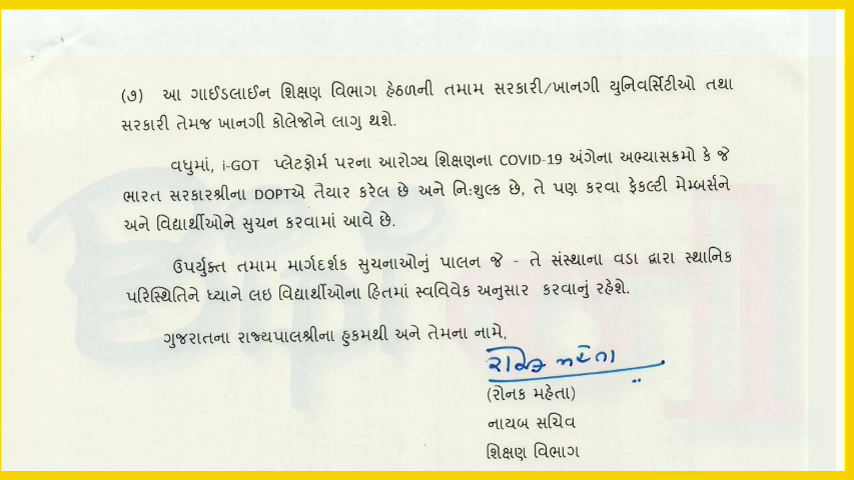 (૭) આ ગાઈડલાઈન શિક્ષણ વિભાગ હેઠળની તમામ સરકારી/ખાનગી યુનિવર્સિટીઓ તથા
સરકારી તેમજ ખાનગી કોલેજોને લાગુ થશે.
વધુમાં, i-GOT પ્લેટફોર્મ પરના આરોગ્ય શિક્ષણના COVID-19 અંગેના અભ્યાસક્રમો કે જે
ભારત સરકારશ્રીના DOPTએ તૈયાર કરેલ છે અને નિ:શુલ્ક છે, તે પણ કરવા ફેકલ્ટી મેમ્બર્સને
અને વિદ્યાર્થીઓને સુચન કરવામાં આવે છે.
ઉપર્યુક્ત તમામ માર્ગદર્શક સુચનાઓનું પાલન જે - તે સંસ્થાના વડા દ્વારા સ્થાનિક
પરિસ્થિતિને ધ્યાને લઇ વિદ્યાર્થીઓના હિતમાં સ્વવિવેક અનુસાર કરવાનું રહેશે.
ગુજરાતના રાજ્યપાલશ્રીના હુકમથી અને તેમના નામે,
(રોનક મહેતા)
નાયબ સચિવ
શિક્ષણ વિભાગ